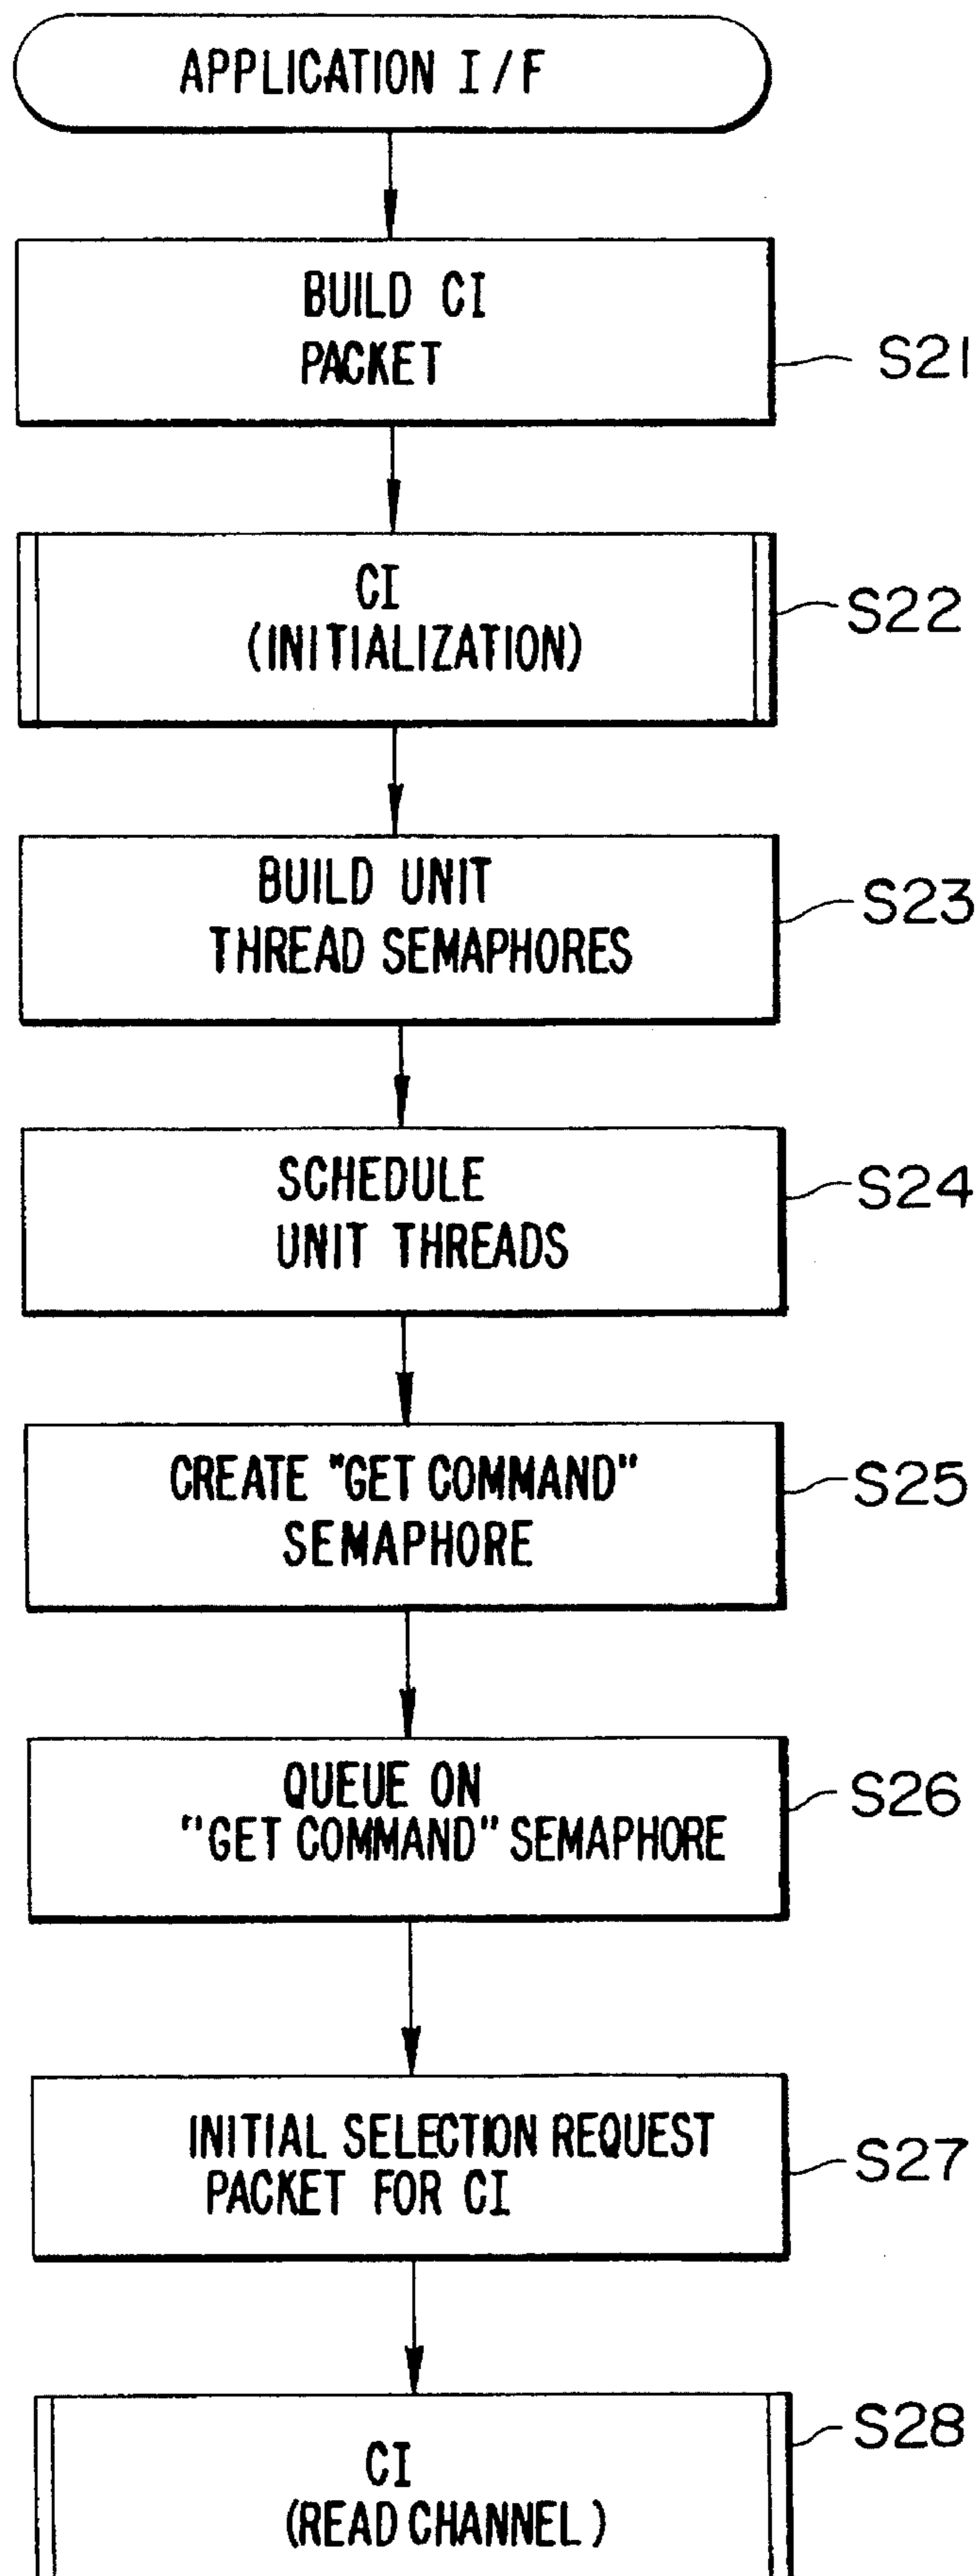 APPLICATION I/F
BUILD CI
PACKET
S21
CI
(INITIALIZATION)
S22
BUILD UNIT
THREAD SEMAPHORES
S23
SCHEDULE
UNIT THREADS
S24
CREATE "GET COMMAND"
SEMAPHORE
S25
QUEUE ON
"GET COMMAND" SEMAPHORE
S26
INITIAL SELECTION REQUEST
PACKET FOR CI
S27
CI
(READ CHANNEL)
S28